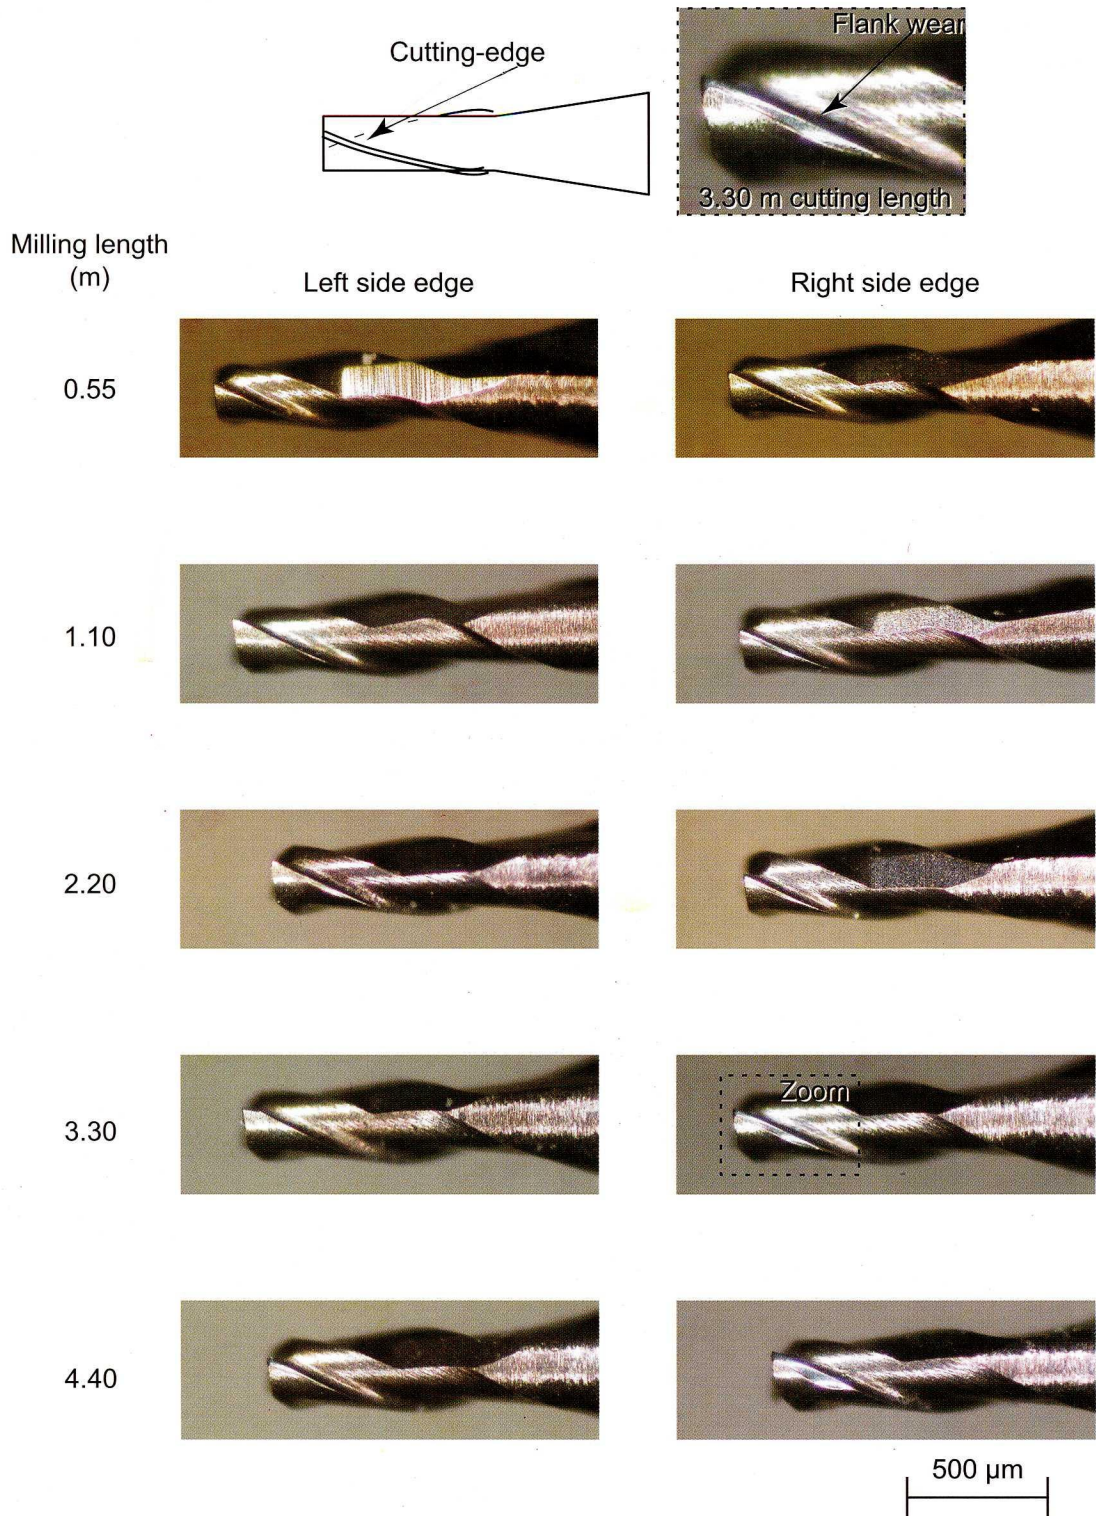 Cutting-edge
Flank wear
3.30 m cutting length
Milling length
(m)
Left side edge
Right side edge
0.55
1.10
2.20
3.30
Zoom
4.40
500 µm